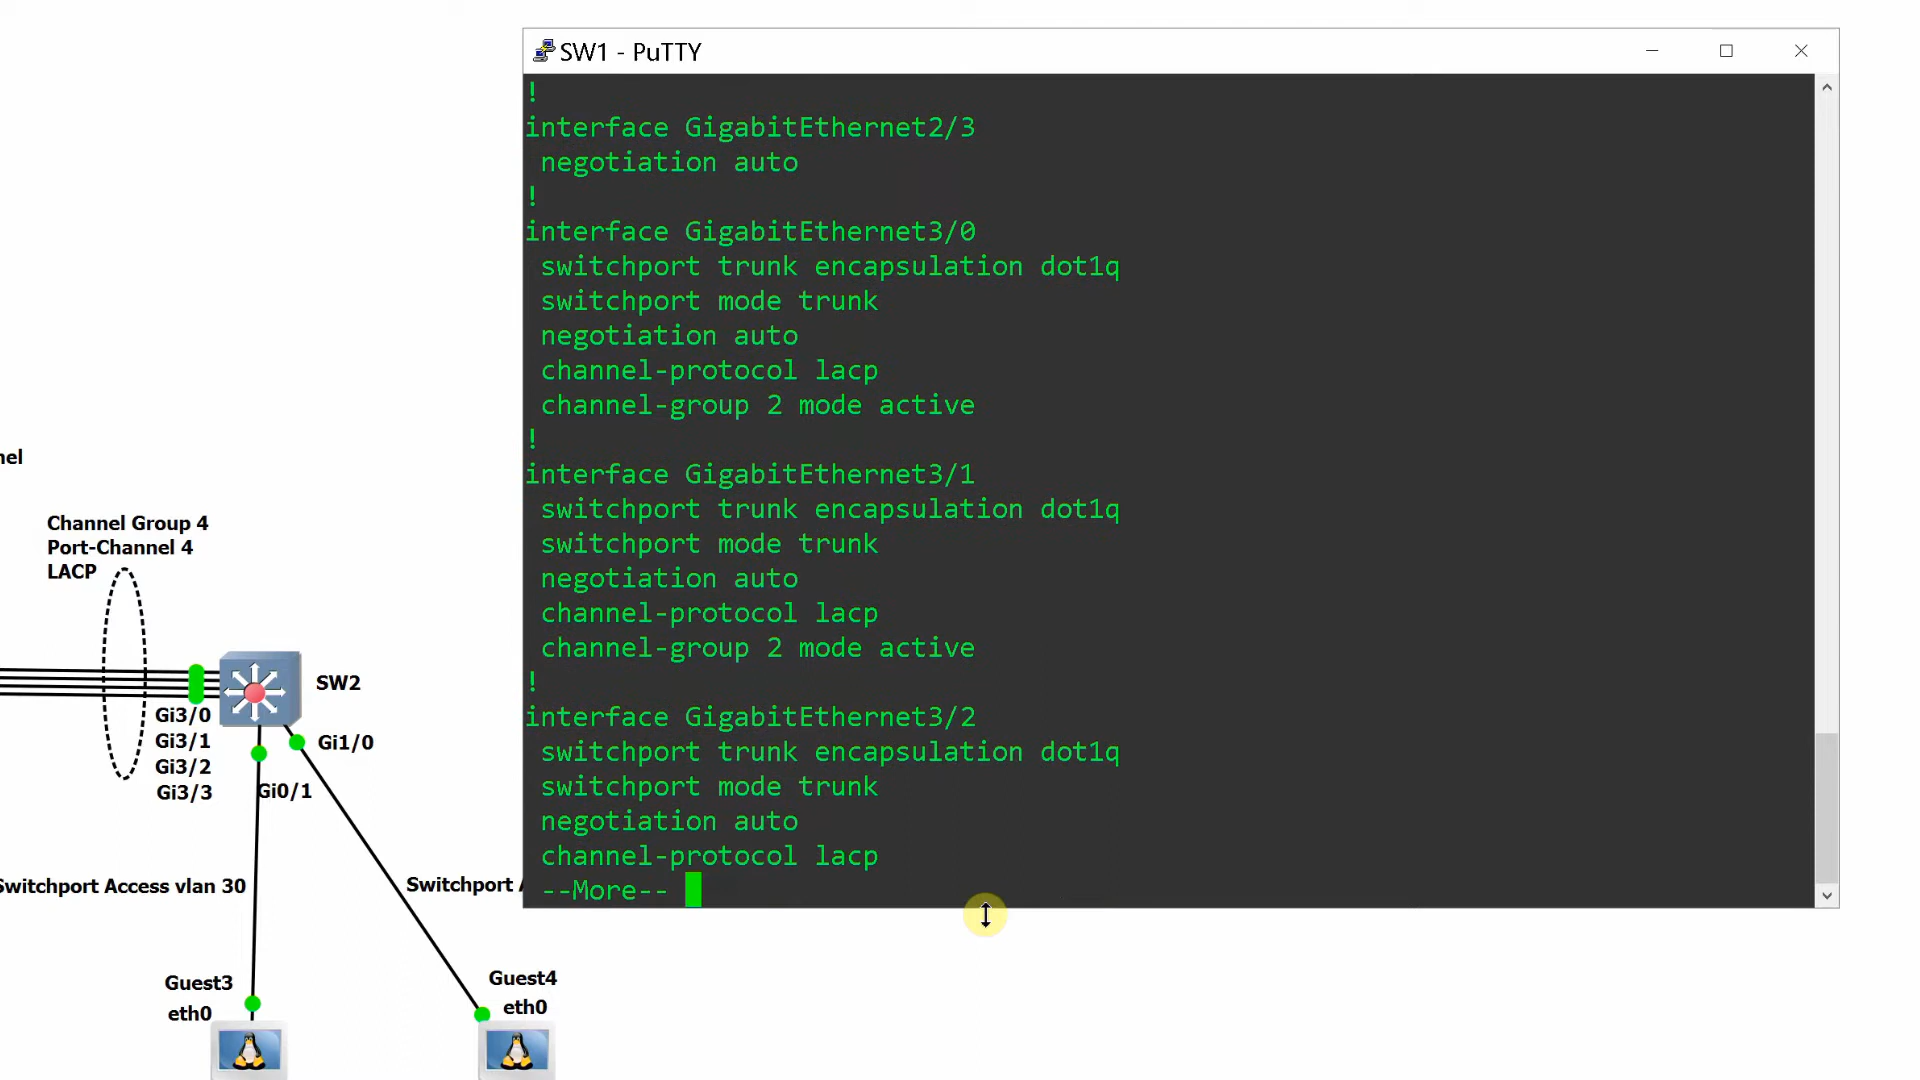 SW1 - PuTTY
!
interface GigabitEthernet2/3
negotiation auto
!
interface GigabitEthernet3/0
switchport trunk encapsulation dot1q
switchport mode trunk
negotiation auto
channel-protocol lacp
channel-group 2 mode active
!
interface GigabitEthernet3/1
switchport trunk encapsulation dot1q
switchport mode trunk
negotiation auto
channel-protocol lacp
channel-group 2 mode active
!
interface GigabitEthernet3/2
switchport trunk encapsulation dot1q
switchport mode trunk
negotiation auto
channel-protocol lacp
--More--
Channel Group 4
Port-Channel 4
LACP
SW2
Gi3/0
Gi3/1
Gi3/2
Gi3/3
Gi1/0
Gi0/1
Switchport Access vlan 30
Switchport
Guest3
eth0
Guest4
eth0